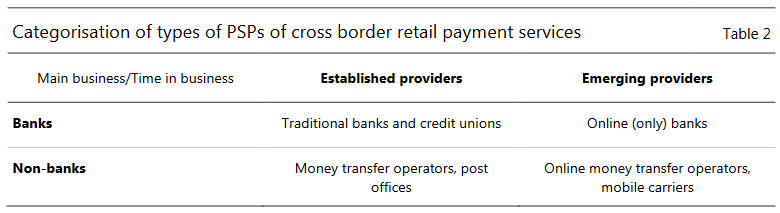 Categorisation of types of PSPs of cross border retail payment services Table 2
Main business/Time in business Established providers Emerging providers
Banks Traditional banks and credit unions Online (only) banks
Non-banks Money transfer operators, post Online money transfer operators,
offices mobile carriers